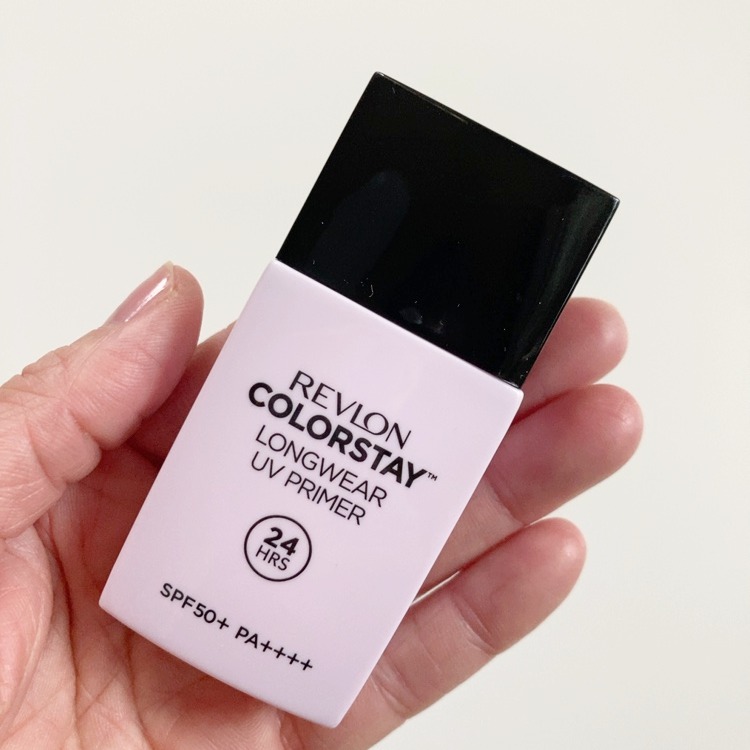 REVLON
COLORSTAY™
LONGWEAR
UV PRIMER
24
HRS
SPF50+ PA++++